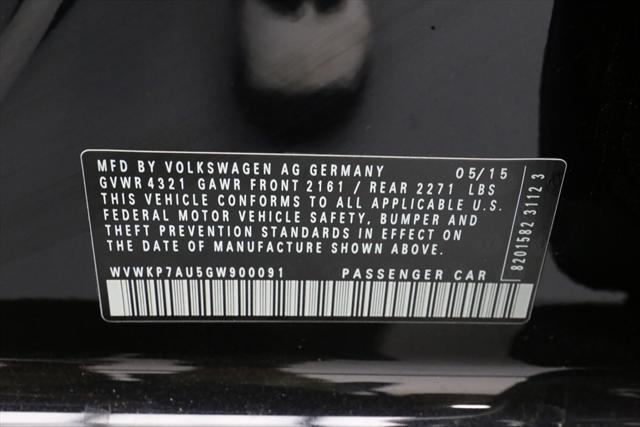 MFD BY VOLKSWAGEN AG GERMANY 05/15
GVWR 4321 GAWR FRONT 2161 / REAR 2271 LBS
THIS VEHICLE CONFORMS TO ALL APPLICABLE U.S.
FEDERAL MOTOR VEHICLE SAFETY, BUMPER AND
THEFT PREVENTION STANDARDS IN EFFECT ON
THE DATE OF MANUFACTURE SHOWN ABOVE.
WVWKP7AU5GW900091 PASSENGER CAR
8201582 3112 3